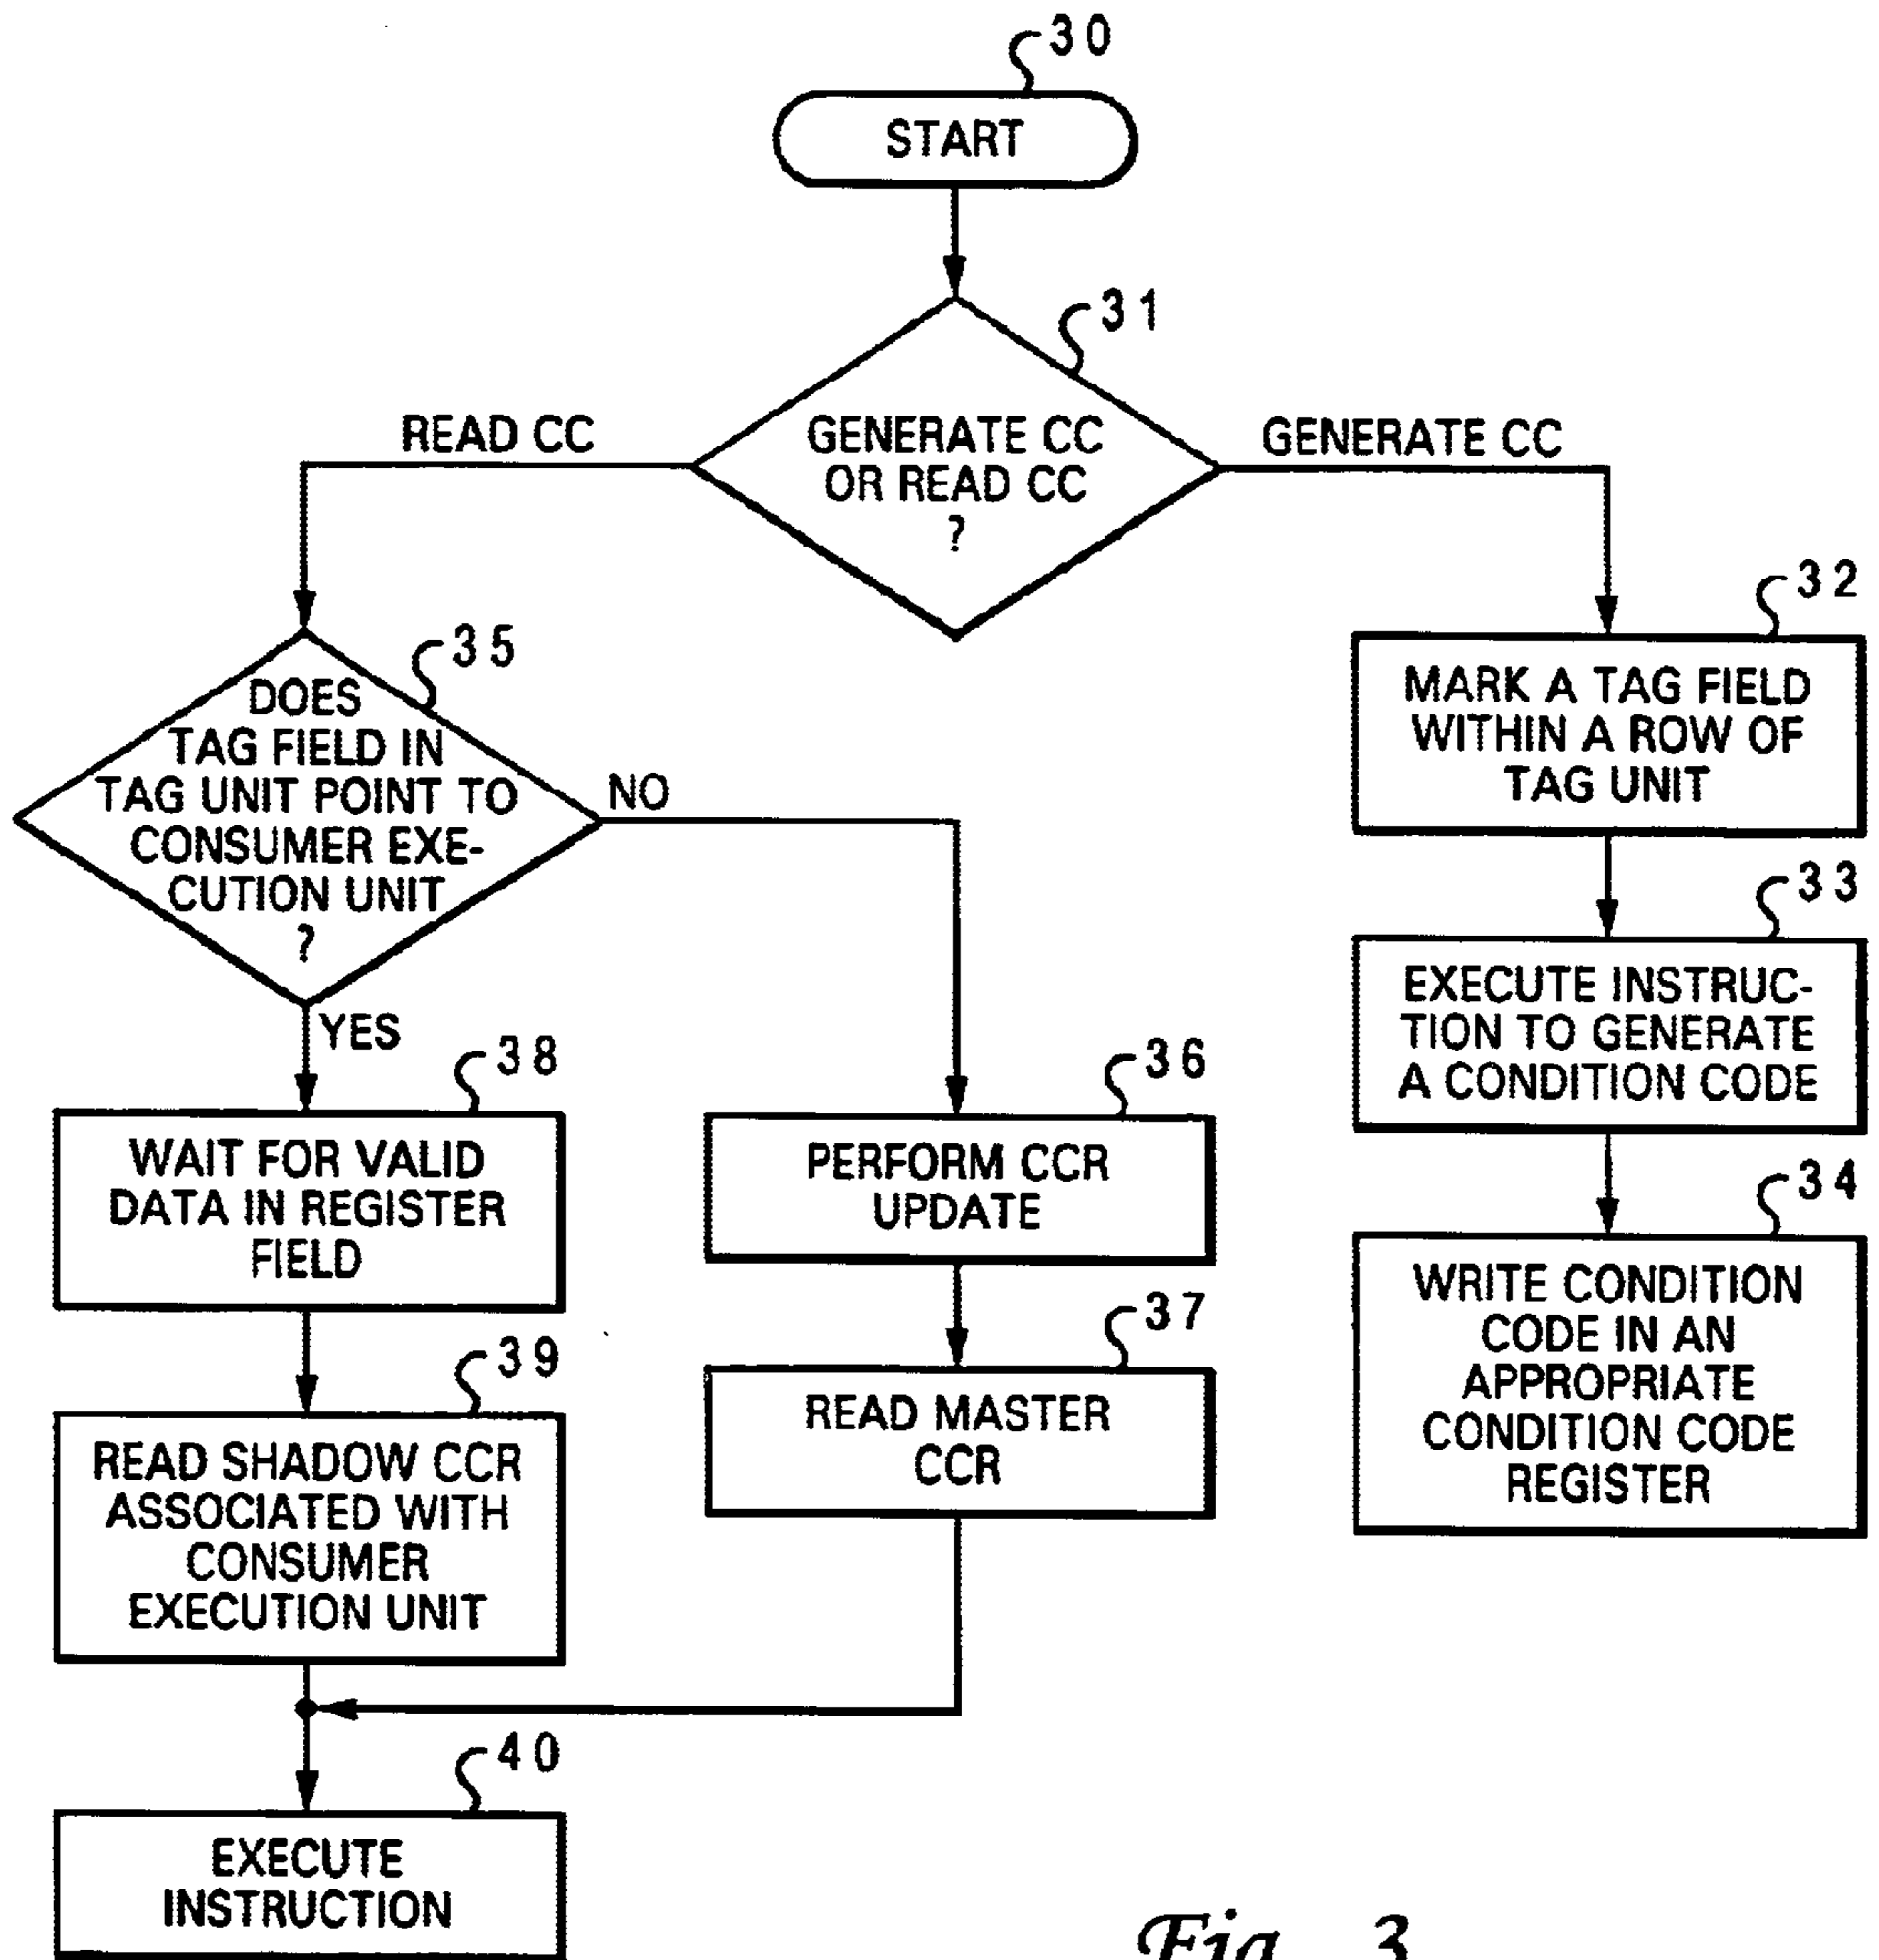 30
START
31
GENERATE CC
OR READ CC
?
READ CC
GENERATE CC
32
MARK A TAG FIELD
WITHIN A ROW OF
TAG UNIT
33
EXECUTE INSTRUC-
TION TO GENERATE
A CONDITION CODE
34
WRITE CONDITION
CODE IN AN
APPROPRIATE
CONDITION CODE
REGISTER
35
DOES
TAG FIELD IN
TAG UNIT POINT TO
CONSUMER EXE-
CUTION UNIT
?
NO
YES
36
PERFORM CCR
UPDATE
37
READ MASTER
CCR
38
WAIT FOR VALID
DATA IN REGISTER
FIELD
39
READ SHADOW CCR
ASSOCIATED WITH
CONSUMER
EXECUTION UNIT
40
EXECUTE
INSTRUCTION
Fig. 3